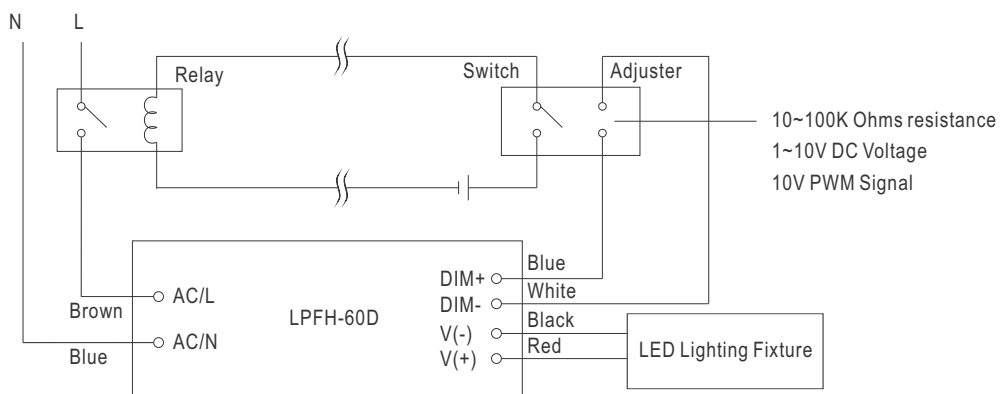 N L
Relay
Switch
Adjuster
10~100K Ohms resistance
1~10V DC Voltage
10V PWM Signal
Brown
Blue
AC/L
AC/N
LPFH-60D
DIM+
DIM-
V(-)
V(+)
Blue
White
Black
Red
LED Lighting Fixture